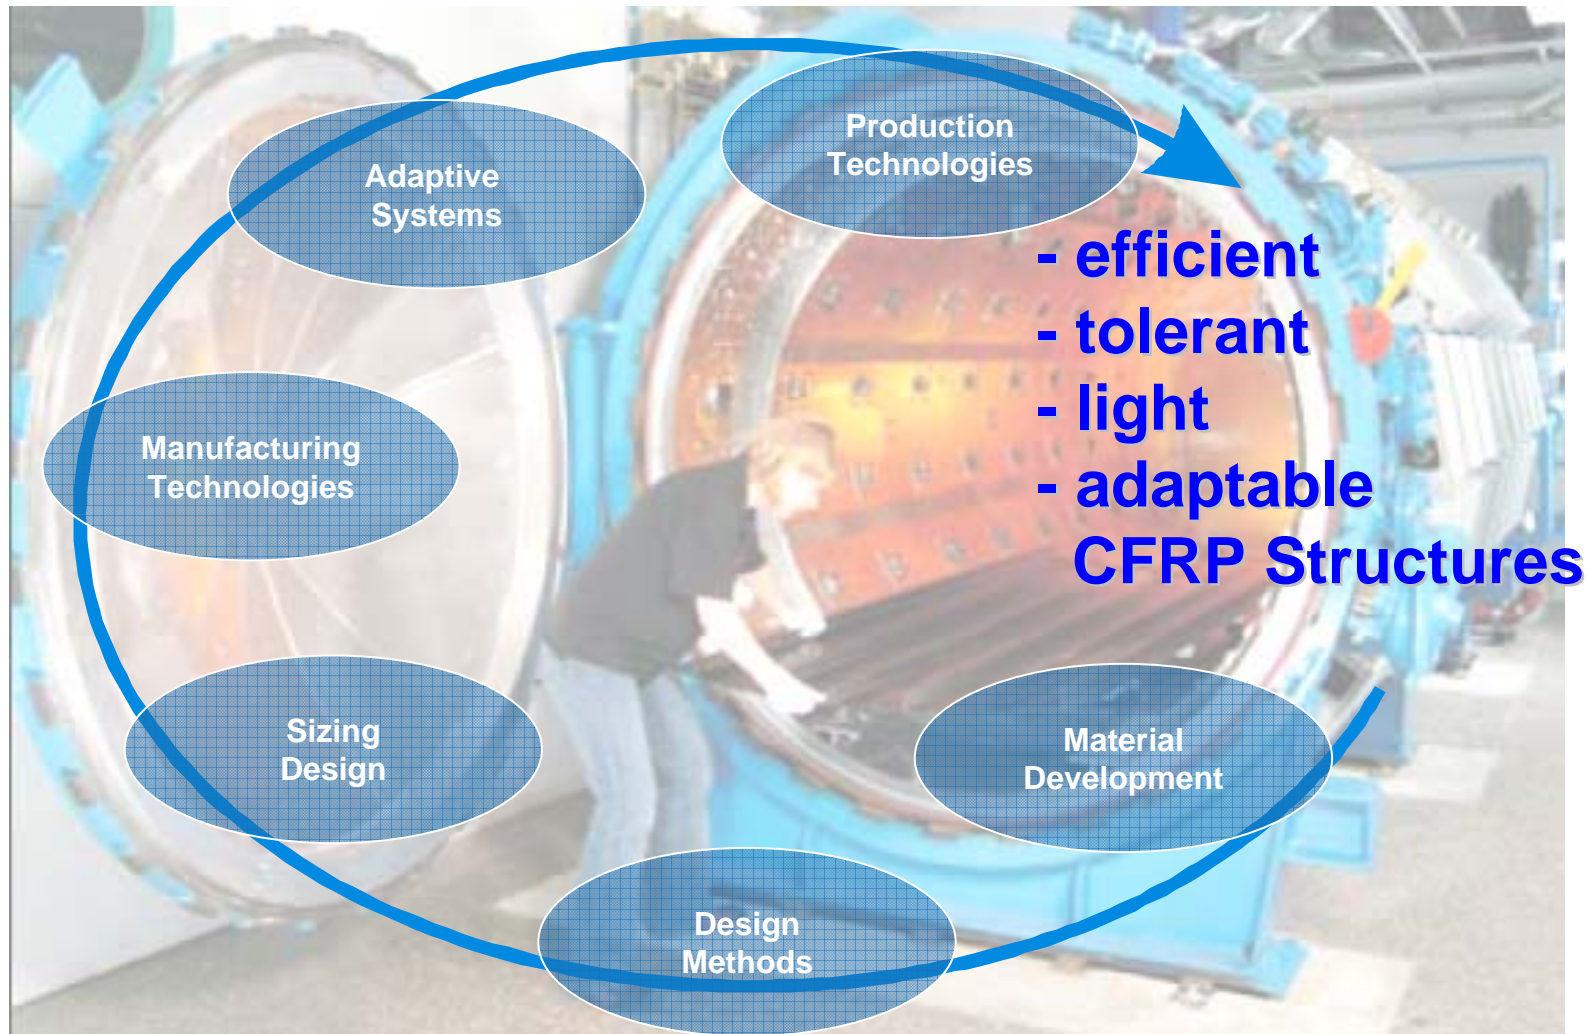 Production
Technologies
Adaptive
Systems
- efficient
- tolerant
- light
- adaptable
CFRP Structures
Manufacturing
Technologies
Sizing
Design
Material
Development
Design
Methods